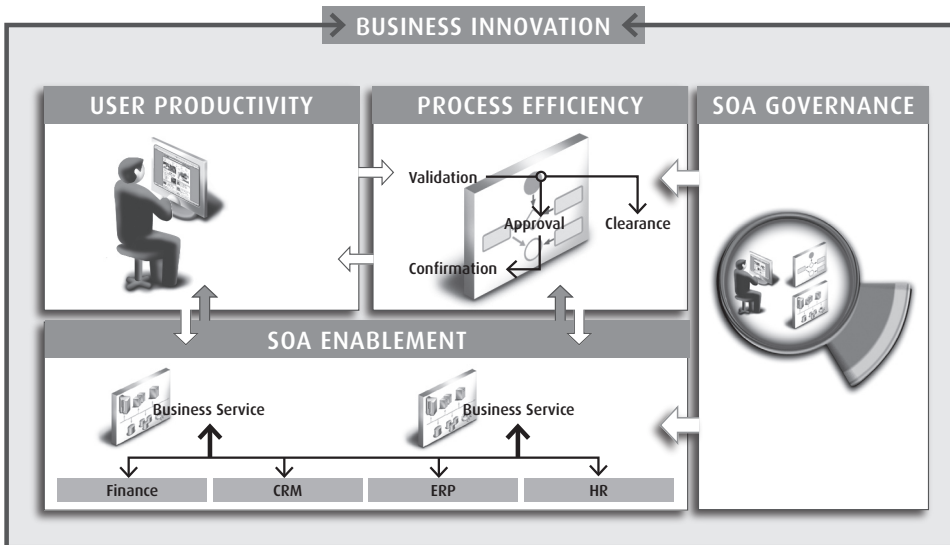 BUSINESS INNOVATION
USER PRODUCTIVITY
PROCESS EFFICIENCY
SOA GOVERNANCE
Validation
Approval
Clearance
Confirmation
SOA ENABLEMENT
Business Service
Business Service
Finance
CRM
ERP
HR